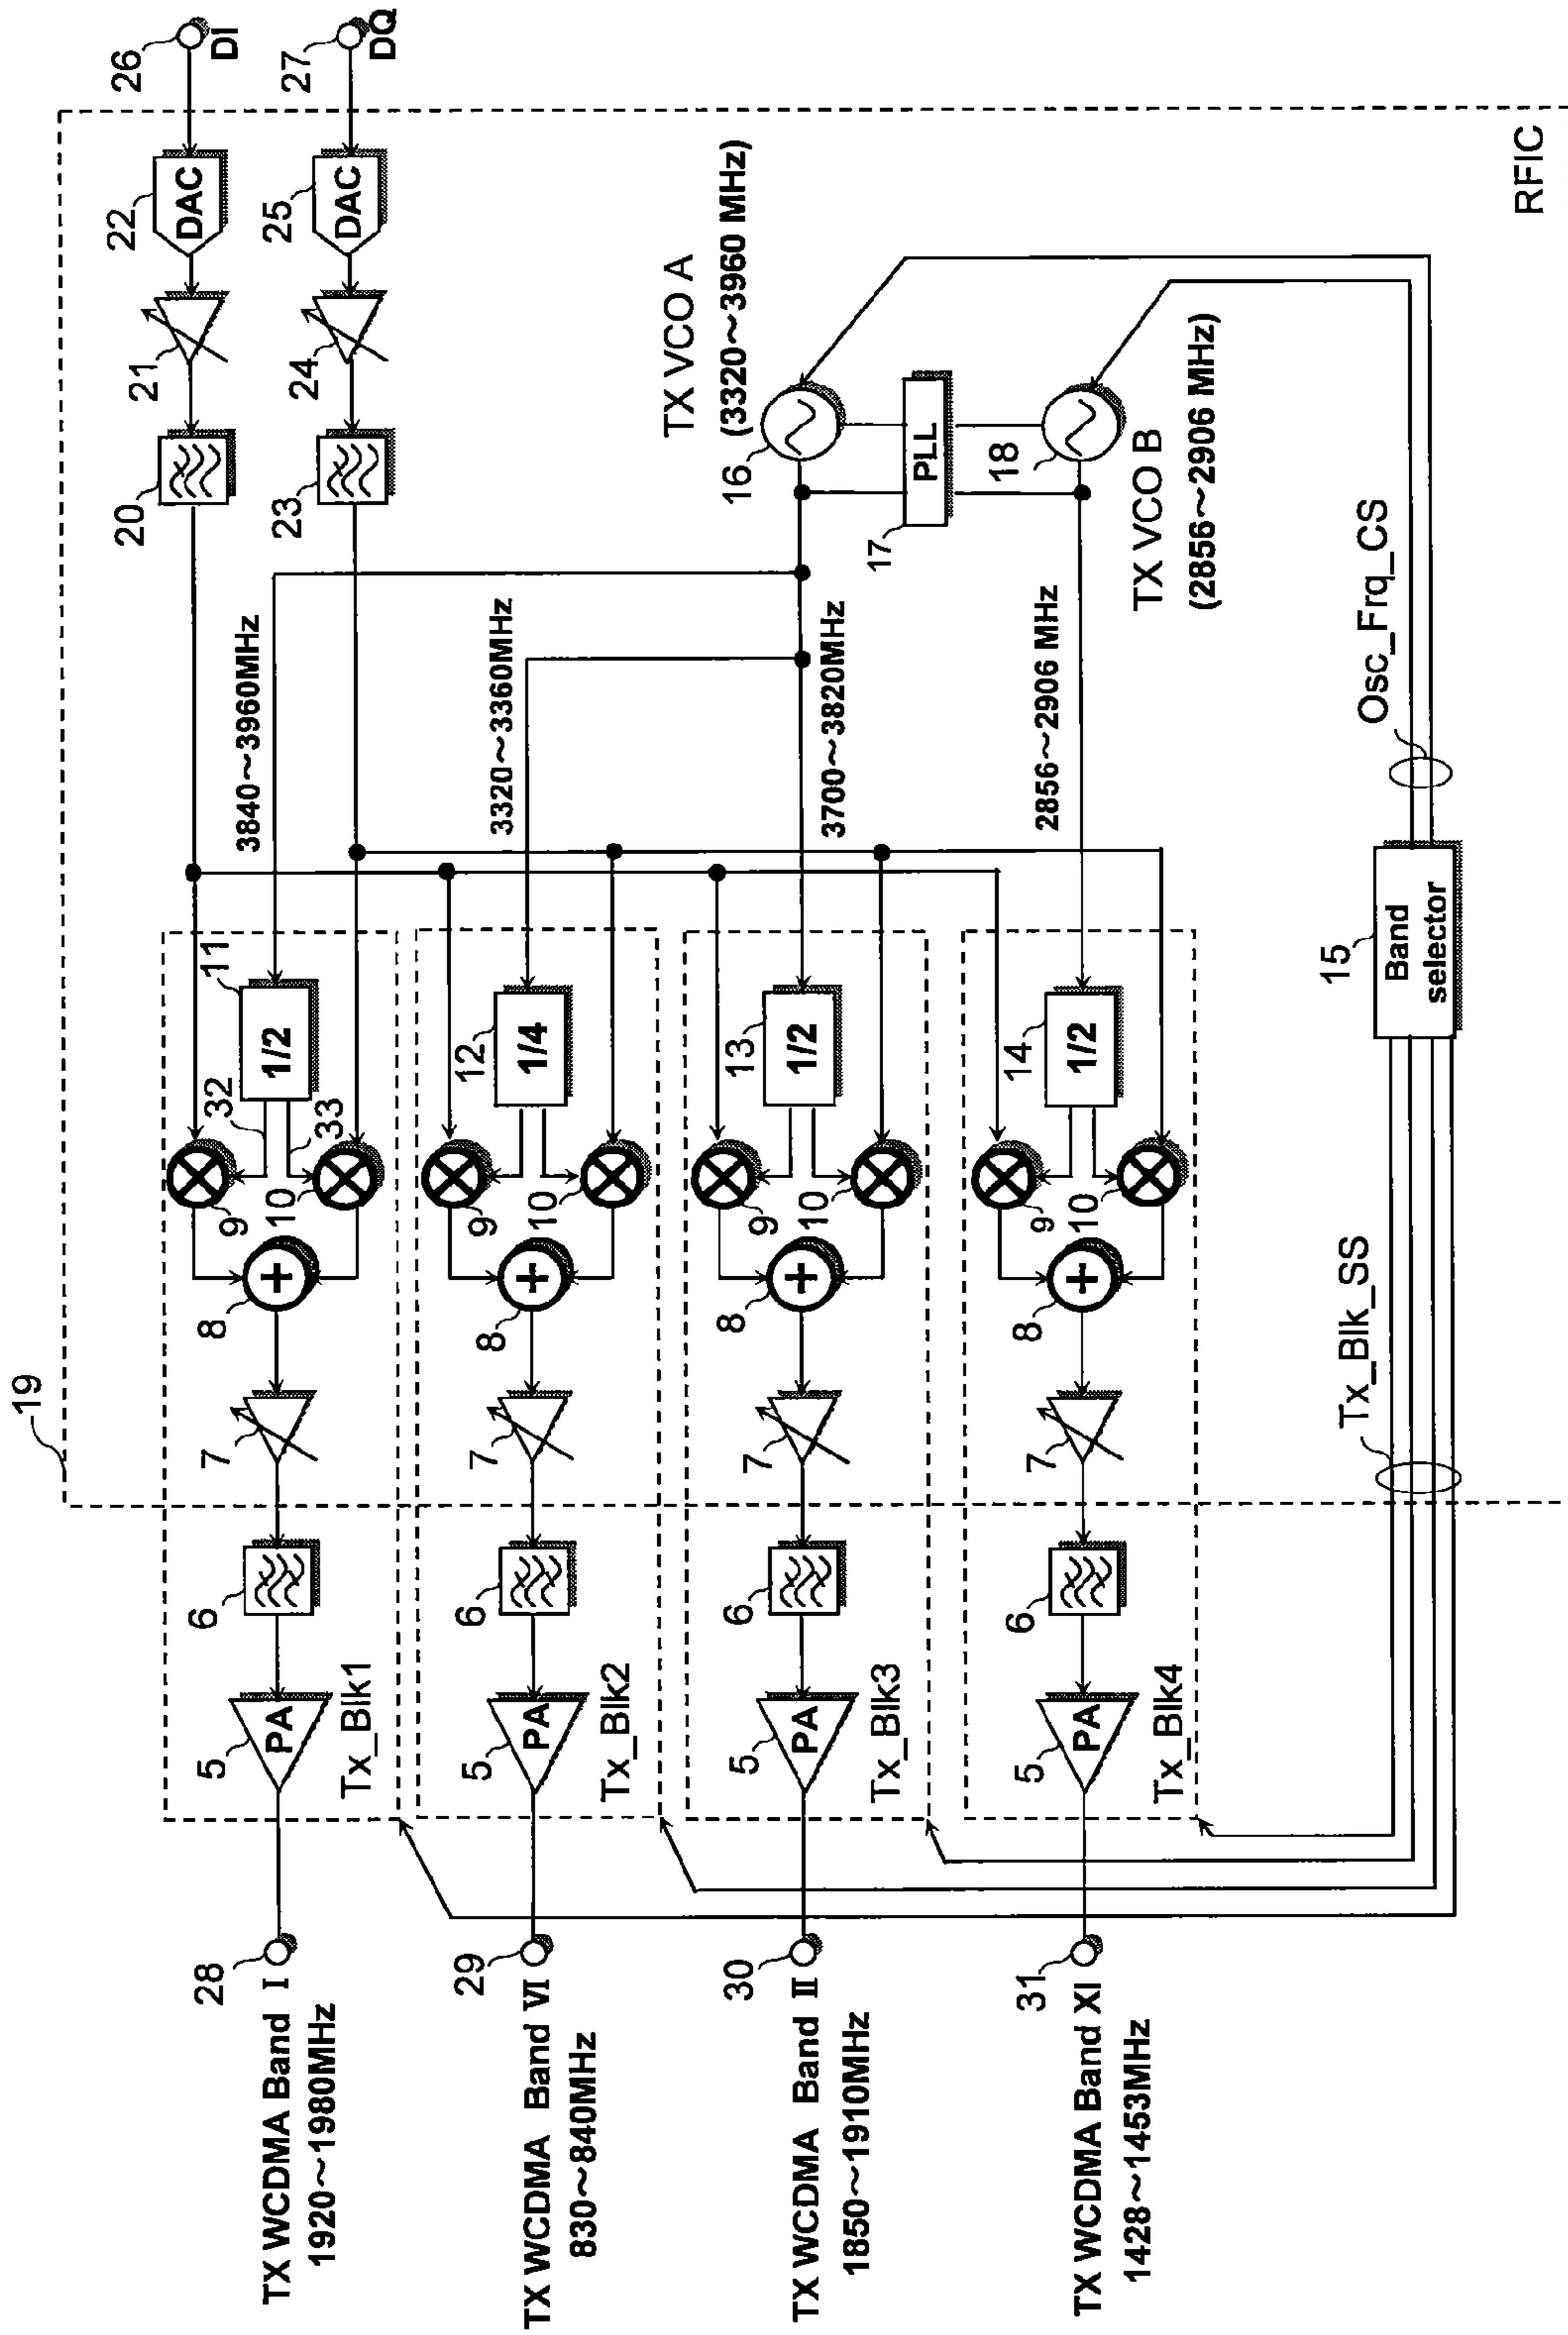 19
RFIC
26
DI
27
DQ
22
DAC
25
DAC
21
24
20
23
TX VCO A
(3320~3960 MHz)
16
PLL
17
18
TX VCO B
(2856~2906 MHz)
3840~3960MHz
3320~3360MHz
3700~3820MHz
2856~2906 MHz
Osc_Frq_CS
15
Band
selector
Tx_Blk_SS
11
1/2
32
33
9
10
8
7
6
5
PA
Tx_Blk1
12
1/4
9
10
8
7
6
5
PA
Tx_Blk2
13
1/2
9
10
8
7
6
5
PA
Tx_Blk3
14
1/2
9
10
8
7
6
5
PA
Tx_Blk4
28
TX WCDMA Band I
1920~1980MHz
29
TX WCDMA Band VI
830~840MHz
30
TX WCDMA Band II
1850~1910MHz
31
TX WCDMA Band XI
1428~1453MHz